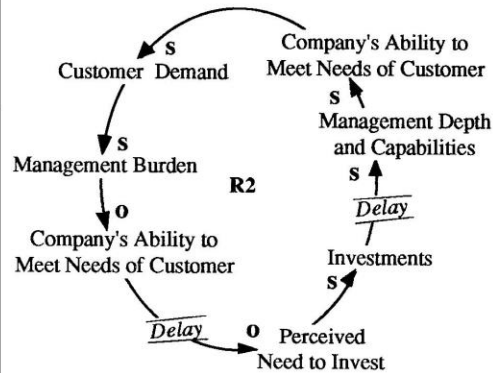 Company's Ability to
Meet Needs of Customer
S
Customer Demand
S
Management Burden
O
Company's Ability to
Meet Needs of Customer
Delay
O
Perceived
Need to Invest
S
Investments
Delay
S
Management Depth
and Capabilities
S
R2